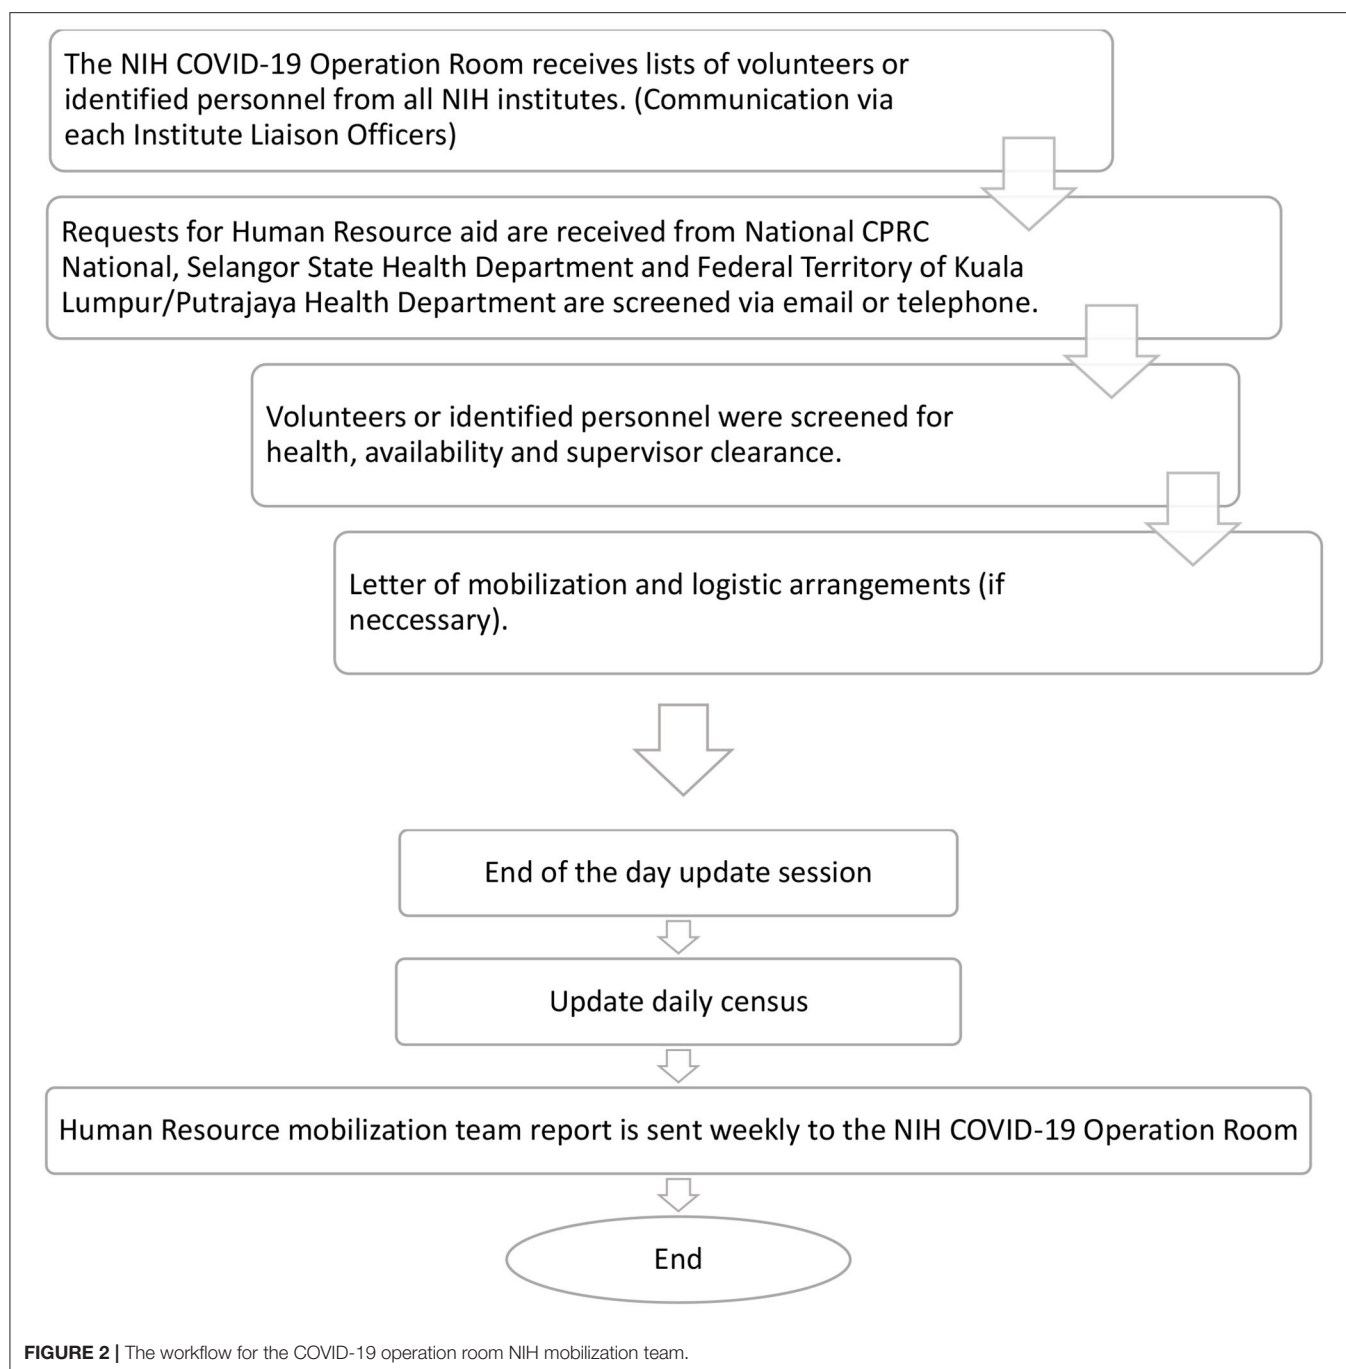 The NIH COVID-19 Operation Room receives lists of volunteers or
identified personnel from all NIH institutes. (Communication via
each Institute Liaison Officers)
Requests for Human Resource aid are received from National CPRC
National, Selangor State Health Department and Federal Territory of Kuala
Lumpur/Putrajaya Health Department are screened via email or telephone.
Volunteers or identified personnel were screened for
health, availability and supervisor clearance.
Letter of mobilization and logistic arrangements (if
neccessary).
End of the day update session
Update daily census
Human Resource mobilization team report is sent weekly to the NIH COVID-19 Operation Room
End
FIGURE 2 | The workflow for the COVID-19 operation room NIH mobilization team.